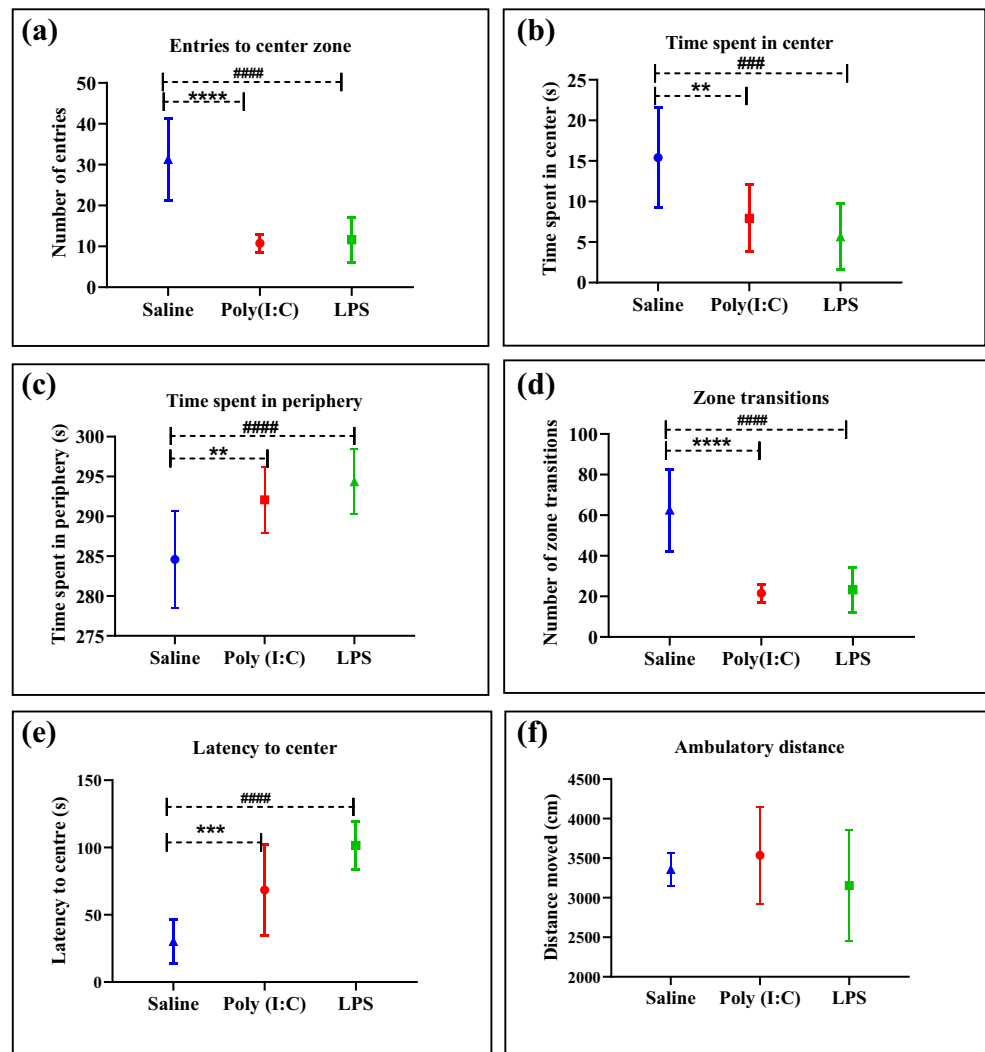 (a)
Entries to center zone
####
****
Number of entries
50
40
30
20
10
0
Saline Poly(I:C) LPS
(b)
Time spent in center
###
**
Time spent in center (s)
25
20
15
10
5
0
Saline Poly(I:C) LPS
(c)
Time spent in periphery
####
**
Time spent in periphery (s)
300
295
290
285
280
275
Saline Poly (I:C) LPS
(d)
Zone transitions
####
****
Number of zone transitions
100
80
60
40
20
0
Saline Poly(I:C) LPS
(e)
Latency to center
####
***
Latency to centre (s)
150
100
50
0
Saline Poly (I:C) LPS
(f)
Ambulatory distance
Distance moved (cm)
4500
4000
3500
3000
2500
2000
Saline Poly (I:C) LPS